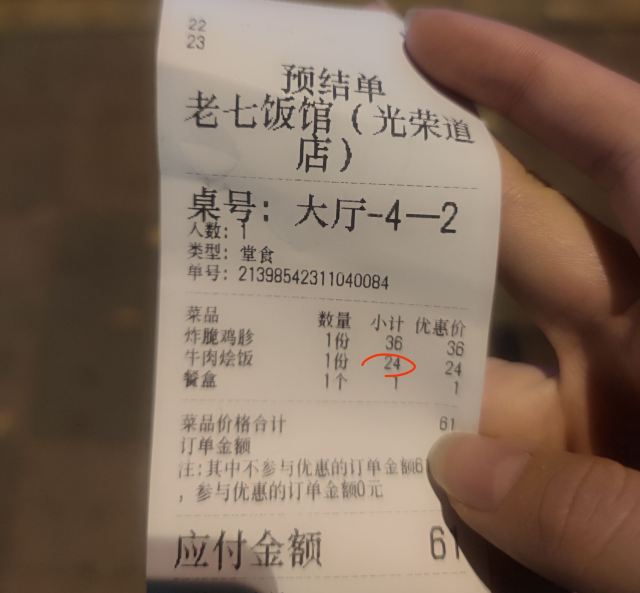 22
23
预结单
老七饭馆（光荣道
店）
桌号：大厅-4—2
人数：1
类型：堂食
单号：21398542311040084
菜品 数量 小计 优惠价
炸脆鸡胗 1份 36 36
牛肉烩饭 1份 24 24
餐盒 1个 1 1
菜品价格合计 61
订单金额
注:其中不参与优惠的订单金额6
，参与优惠的订单金额0元
应付金额 61